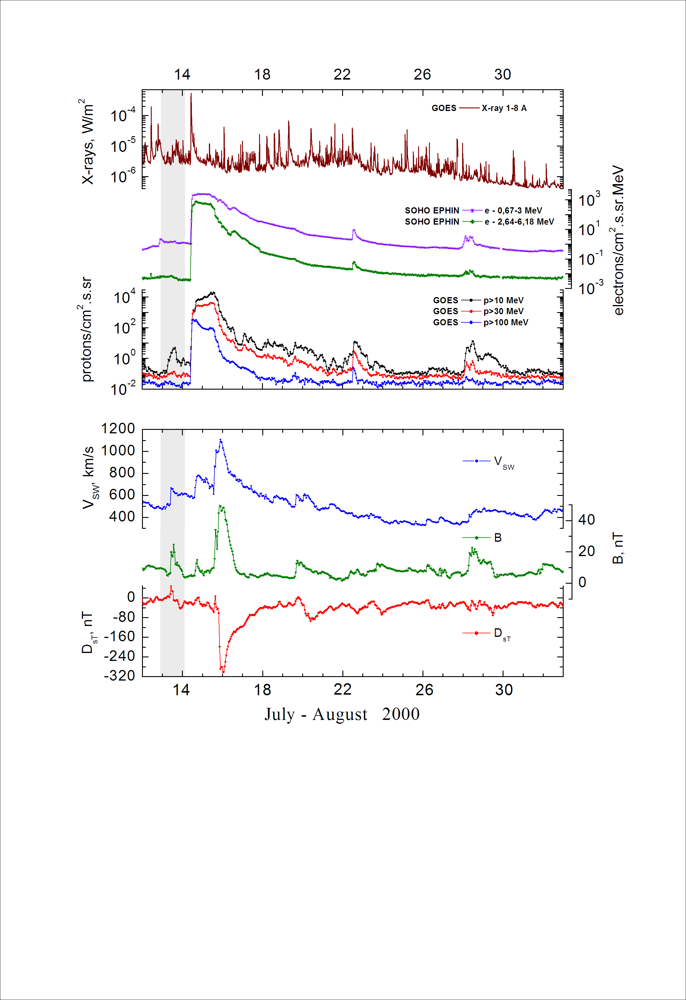 14 18 22 26 30
X-rays, W/m²
10⁻⁴
10⁻⁵
10⁻⁶
GOES X-ray 1-8 A
electrons/cm².s.sr.MeV
10³
10¹
10⁻¹
10⁻³
SOHO EPHIN e - 0,67-3 MeV
SOHO EPHIN e - 2,64-6,18 MeV
protons/cm².s.sr
10⁴
10²
10⁰
10⁻²
GOES p>10 MeV
GOES p>30 MeV
GOES p>100 MeV
V_SW, km/s
1200
1000
800
600
400
V_SW
B, nT
40
20
0
B
D_sT, nT
0
-80
-160
-240
-320
D_sT
14 18 22 26 30
July - August 2000